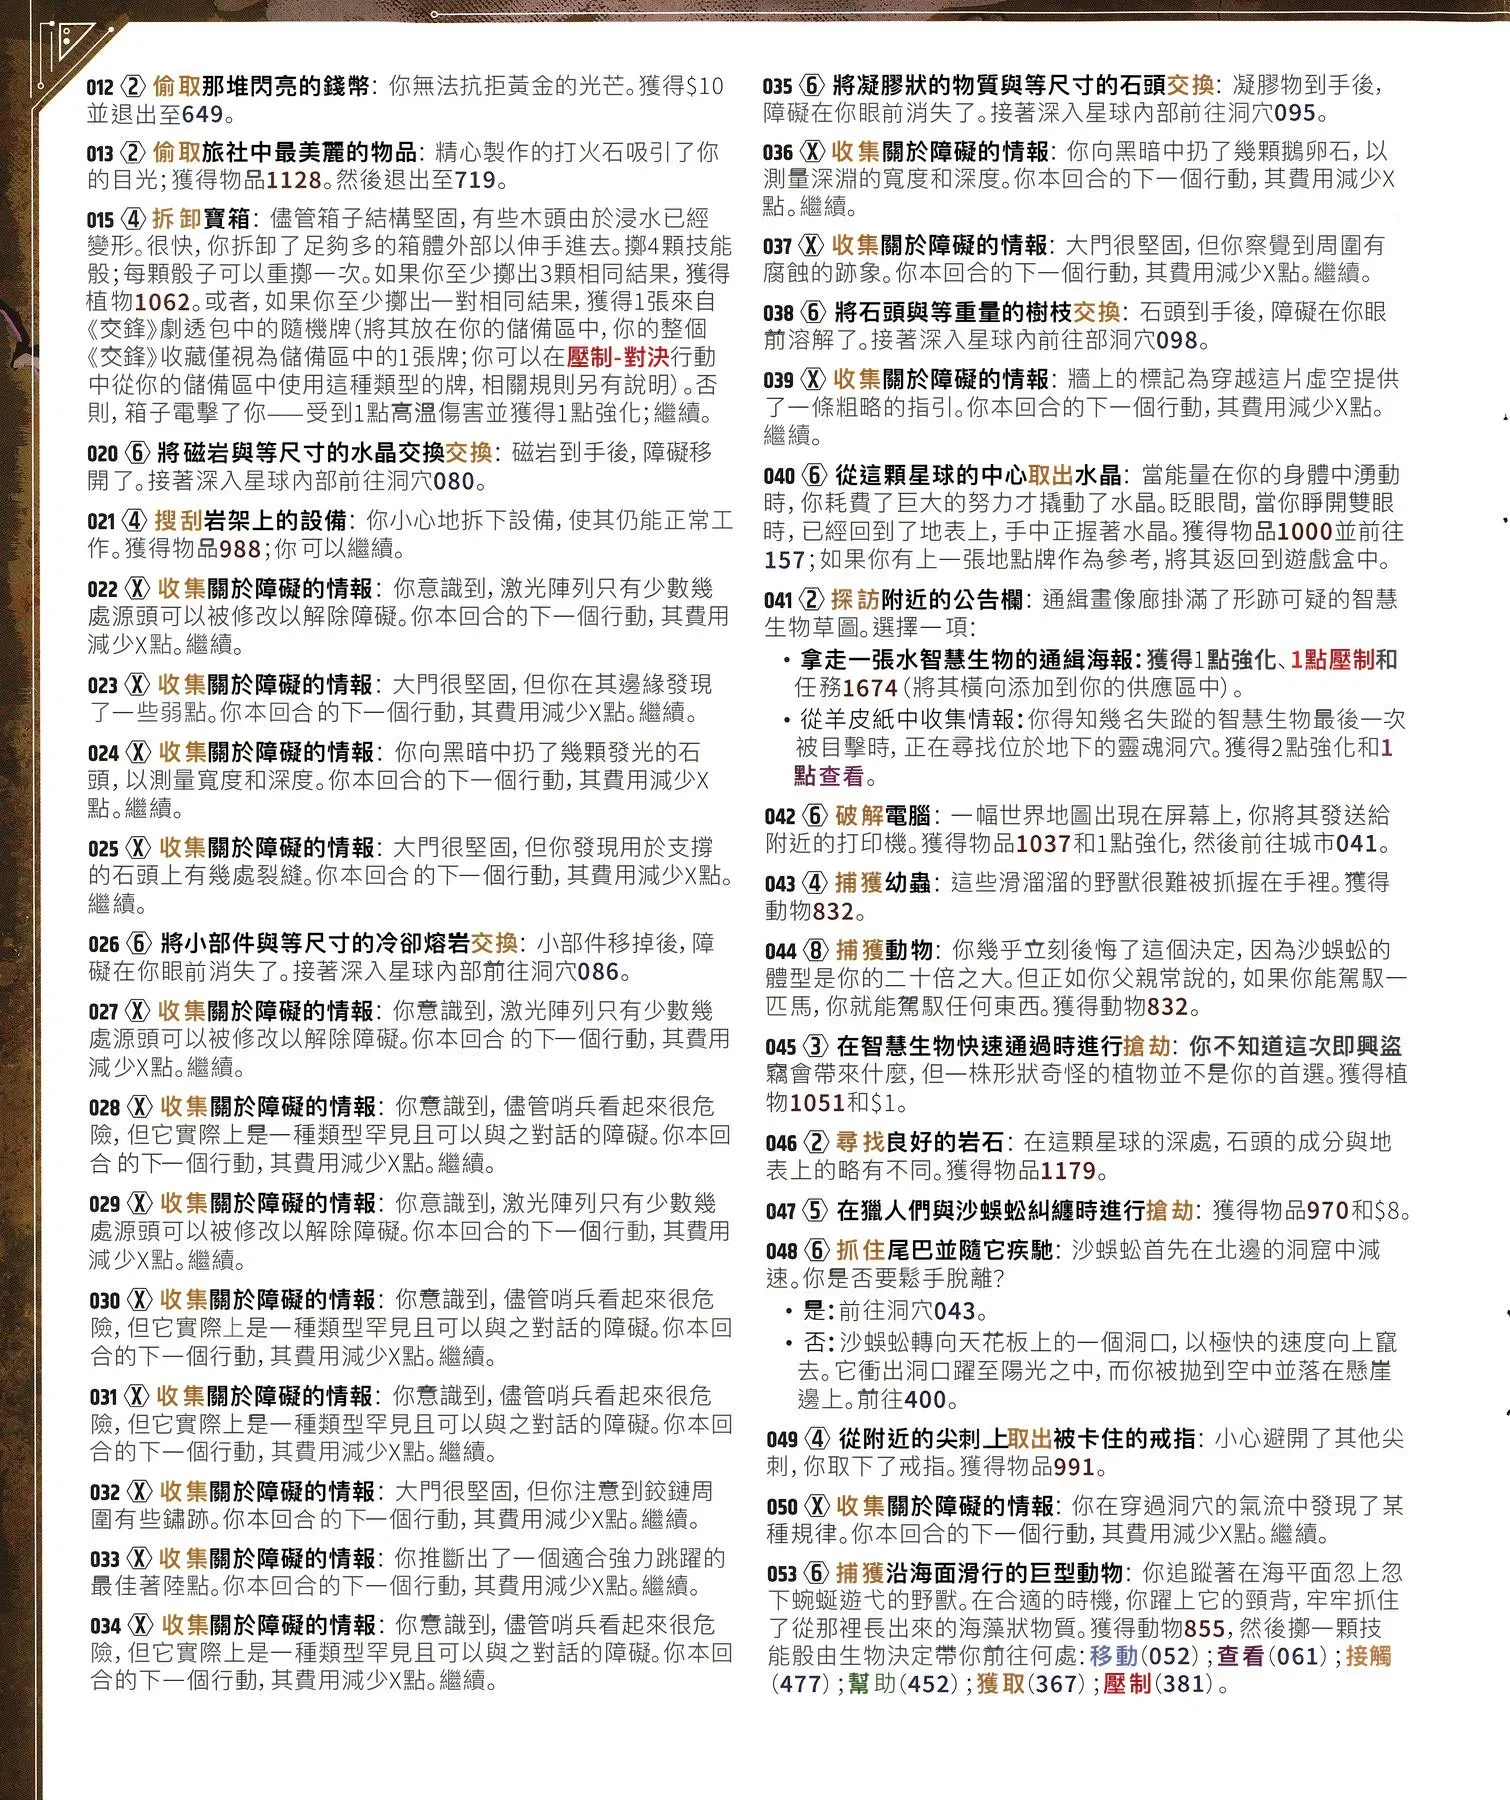 012 ② 偷取那堆閃亮的錢幣：你無法抗拒黃金的光芒。獲得$10
並退出至649。
013 ② 偷取旅社中最美麗的物品：精心製作的打火石吸引了你
的目光；獲得物品1128。然後退出至719。
015 ④ 拆卸寶箱：儘管箱子結構堅固，有些木頭由於浸水已經
變形。很快，你拆卸了足夠多的箱體外部以伸手進去。擲4顆技能
骰；每顆骰子可以重擲一次。如果你至少擲出3顆相同結果，獲得
植物1062。或者，如果你至少擲出一對相同結果，獲得1張來自
《交鋒》劇透包中的隨機牌（將其放在你的儲備區中，你的整個
《交鋒》收藏僅視為儲備區中的1張牌；你可以在壓制-對決行動
中從你的儲備區中使用這種類型的牌，相關規則另有說明）。否
則，箱子電擊了你——受到1點高溫傷害並獲得1點強化；繼續。
020 ⑥ 將磁岩與等尺寸的水晶交換交換：磁岩到手後，障礙移
開了。接著深入星球內部前往洞穴080。
021 ④ 搜刮岩架上的設備：你小心地拆下設備，使其仍能正常工
作。獲得物品988；你可以繼續。
022 Ⓧ 收集關於障礙的情報：你意識到，激光陣列只有少數幾
處源頭可以被修改以解除障礙。你本回合的下一個行動，其費用
減少X點。繼續。
023 Ⓧ 收集關於障礙的情報：大門很堅固，但你在其邊緣發現
了一些弱點。你本回合的下一個行動，其費用減少X點。繼續。
024 Ⓧ 收集關於障礙的情報：你向黑暗中扔了幾顆發光的石
頭，以測量寬度和深度。你本回合的下一個行動，其費用減少X
點。繼續。
025 Ⓧ 收集關於障礙的情報：大門很堅固，但你發現用於支撐
的石頭上有幾處裂縫。你本回合的下一個行動，其費用減少X點。
繼續。
026 ⑥ 將小部件與等尺寸的冷卻熔岩交換：小部件移掉後，障
礙在你眼前消失了。接著深入星球內部前往洞穴086。
027 Ⓧ 收集關於障礙的情報：你意識到，激光陣列只有少數幾
處源頭可以被修改以解除障礙。你本回合的下一個行動，其費用
減少X點。繼續。
028 Ⓧ 收集關於障礙的情報：你意識到，儘管哨兵看起來很危
險，但它實際上是一種類型罕見且可以與之對話的障礙。你本回
合的下一個行動，其費用減少X點。繼續。
029 Ⓧ 收集關於障礙的情報：你意識到，激光陣列只有少數幾
處源頭可以被修改以解除障礙。你本回合的下一個行動，其費用
減少X點。繼續。
030 Ⓧ 收集關於障礙的情報：你意識到，儘管哨兵看起來很危
險，但它實際上是一種類型罕見且可以與之對話的障礙。你本回
合的下一個行動，其費用減少X點。繼續。
031 Ⓧ 收集關於障礙的情報：你意識到，儘管哨兵看起來很危
險，但它實際上是一種類型罕見且可以與之對話的障礙。你本回
合的下一個行動，其費用減少X點。繼續。
032 Ⓧ 收集關於障礙的情報：大門很堅固，但你注意到鉸鏈周
圍有些鏽跡。你本回合的下一個行動，其費用減少X點。繼續。
033 Ⓧ 收集關於障礙的情報：你推斷出了一個適合強力跳躍的
最佳著陸點。你本回合的下一個行動，其費用減少X點。繼續。
034 Ⓧ 收集關於障礙的情報：你意識到，儘管哨兵看起來很危
險，但它實際上是一種類型罕見且可以與之對話的障礙。你本回
合的下一個行動，其費用減少X點。繼續。
035 ⑥ 將凝膠狀的物質與等尺寸的石頭交換：凝膠物到手後，
障礙在你眼前消失了。接著深入星球內部前往洞穴095。
036 Ⓧ 收集關於障礙的情報：你向黑暗中扔了幾顆鵝卵石，以
測量深淵的寬度和深度。你本回合的下一個行動，其費用減少X
點。繼續。
037 Ⓧ 收集關於障礙的情報：大門很堅固，但你察覺到周圍有
腐蝕的跡象。你本回合的下一個行動，其費用減少X點。繼續。
038 ⑥ 將石頭與等重量的樹枝交換：石頭到手後，障礙在你眼
前溶解了。接著深入星球內前往部洞穴098。
039 Ⓧ 收集關於障礙的情報：牆上的標記為穿越這片虛空提供
了一條粗略的指引。你本回合的下一個行動，其費用減少X點。
繼續。
040 ⑥ 從這顆星球的中心取出水晶：當能量在你的身體中湧動
時，你耗費了巨大的努力才撬動了水晶。眨眼間，當你睜開雙眼
時，已經回到了地表上，手中正握著水晶。獲得物品1000並前往
157；如果你有上一張地點牌作為參考，將其返回到遊戲盒中。
041 ② 探訪附近的公告欄：通緝畫像廊掛滿了形跡可疑的智慧
生物草圖。選擇一項：
• 拿走一張水智慧生物的通緝海報：獲得1點強化、1點壓制和
任務1674（將其橫向添加到你的供應區中）。
• 從羊皮紙中收集情報：你得知幾名失蹤的智慧生物最後一次
被目擊時，正在尋找位於地下的靈魂洞穴。獲得2點強化和1
點查看。
042 ⑥ 破解電腦：一幅世界地圖出現在屏幕上，你將其發送給
附近的打印機。獲得物品1037和1點強化，然後前往城市041。
043 ④ 捕獲幼蟲：這些滑溜溜的野獸很難被抓握在手裡。獲得
動物832。
044 ⑧ 捕獲動物：你幾乎立刻後悔了這個決定，因為沙蜈蚣的
體型是你的二十倍之大。但正如你父親常說的，如果你能駕馭一
匹馬，你就能駕馭任何東西。獲得動物832。
045 ③ 在智慧生物快速通過時進行搶劫：你不知道這次即興盜
竊會帶來什麼，但一株形狀奇怪的植物並不是你的首選。獲得植
物1051和$1。
046 ② 尋找良好的岩石：在這顆星球的深處，石頭的成分與地
表上的略有不同。獲得物品1179。
047 ⑤ 在獵人們與沙蜈蚣糾纏時進行搶劫：獲得物品970和$8。
048 ⑥ 抓住尾巴並隨它疾馳：沙蜈蚣首先在北邊的洞窟中減
速。你是否要鬆手脫離？
• 是：前往洞穴043。
• 否：沙蜈蚣轉向天花板上的一個洞口，以極快的速度向上竄
去。它衝出洞口躍至陽光之中，而你被拋到空中並落在懸崖
邊上。前往400。
049 ④ 從附近的尖刺上取出被卡住的戒指：小心避開了其他尖
刺，你取下了戒指。獲得物品991。
050 Ⓧ 收集關於障礙的情報：你在穿過洞穴的氣流中發現了某
種規律。你本回合的下一個行動，其費用減少X點。繼續。
053 ⑥ 捕獲沿海面滑行的巨型動物：你追蹤著在海平面忽上忽
下蜿蜒遊弋的野獸。在合適的時機，你躍上它的頸背，牢牢抓住
了從那裡長出來的海藻狀物質。獲得動物855，然後擲一顆技
能骰由生物決定帶你前往何處：移動（052）；查看（061）；接觸
（477）；幫助（452）；獲取（367）；壓制（381）。